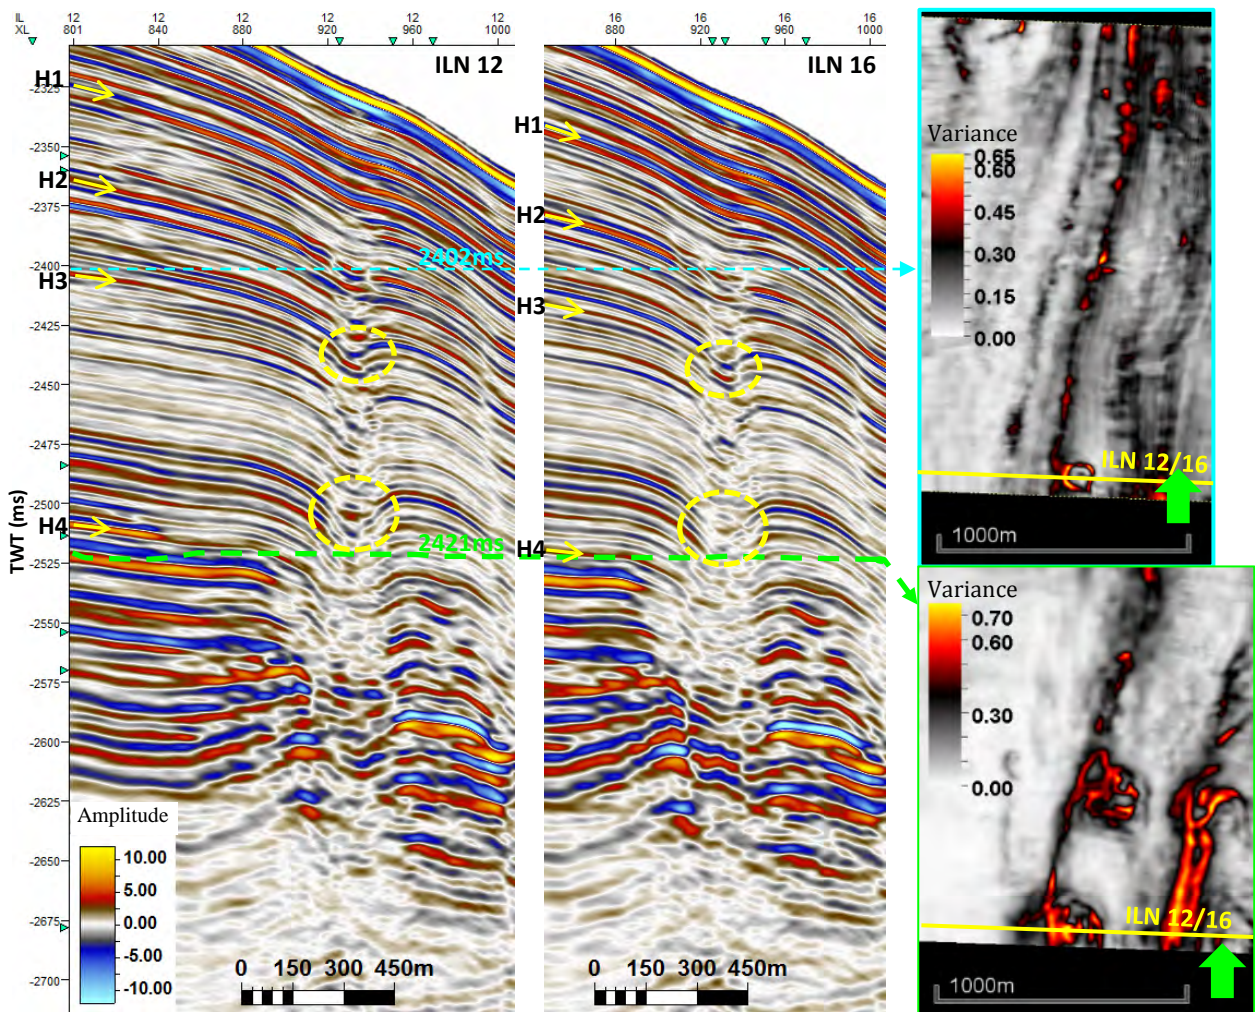 IL 12 12 12 12 12 12
XL 801 840 880 920 960 1000
16 16 16 16
880 920 960 1000
ILN 12
ILN 16
H1
H2
H3
H4
H1
H2
H3
H4
-2325
-2350
-2375
-2400
-2425
-2450
-2475
-2500
-2525
-2550
-2575
-2600
-2625
-2650
-2675
-2700
TWT (ms)
2402ms
2421ms
Amplitude
10.00
5.00
0.00
-5.00
-10.00
0 150 300 450m
0 150 300 450m
Variance
0.65
0.60
0.45
0.30
0.15
0.00
ILN 12/16
1000m
Variance
0.70
0.60
0.30
0.00
ILN 12/16
1000m